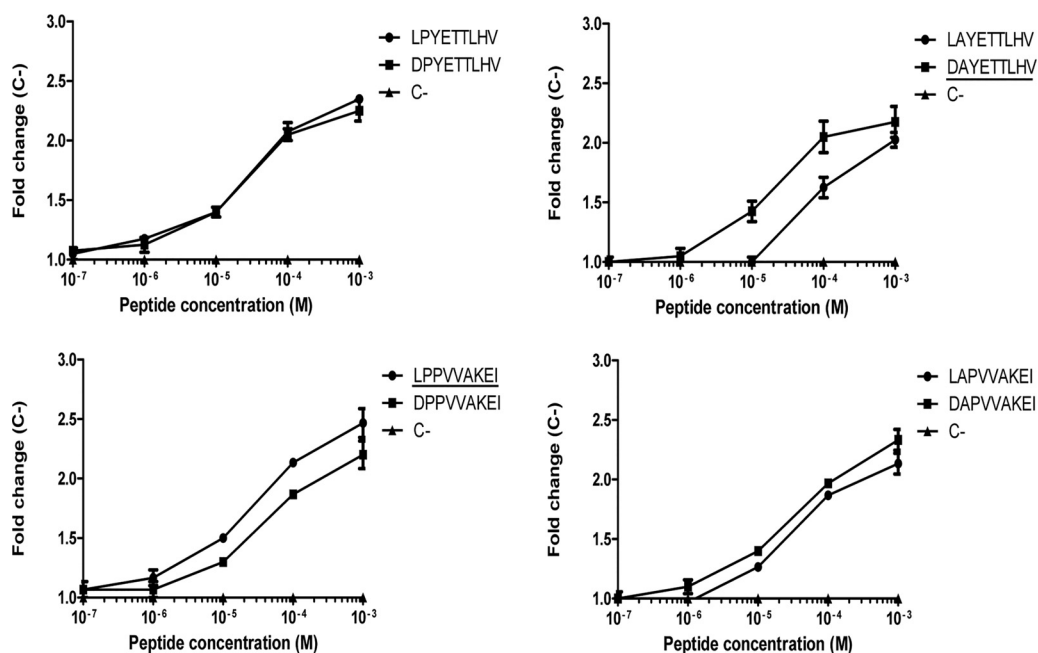 3.0
2.5
2.0
1.5
1.0
Fold change (C-)
10-7 10-6 10-5 10-4 10-3
Peptide concentration (M)
LPYETTLHV
DPYETTLHV
C-
3.0
2.5
2.0
1.5
1.0
Fold change (C-)
10-7 10-6 10-5 10-4 10-3
Peptide concentration (M)
LAYETTLHV
DAYETTLHV
C-
3.0
2.5
2.0
1.5
1.0
Fold change (C-)
10-7 10-6 10-5 10-4 10-3
Peptide concentration (M)
LPPVVAKEI
DPPVVAKEI
C-
3.0
2.5
2.0
1.5
1.0
Fold change (C-)
10-7 10-6 10-5 10-4 10-3
Peptide concentration (M)
LAPVVAKEI
DAPVVAKEI
C-